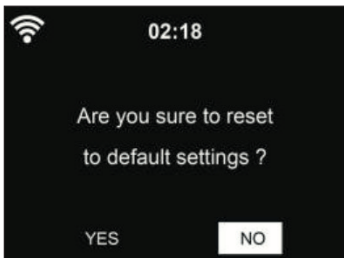 02:18
Are you sure to reset
to default settings ?
YES NO